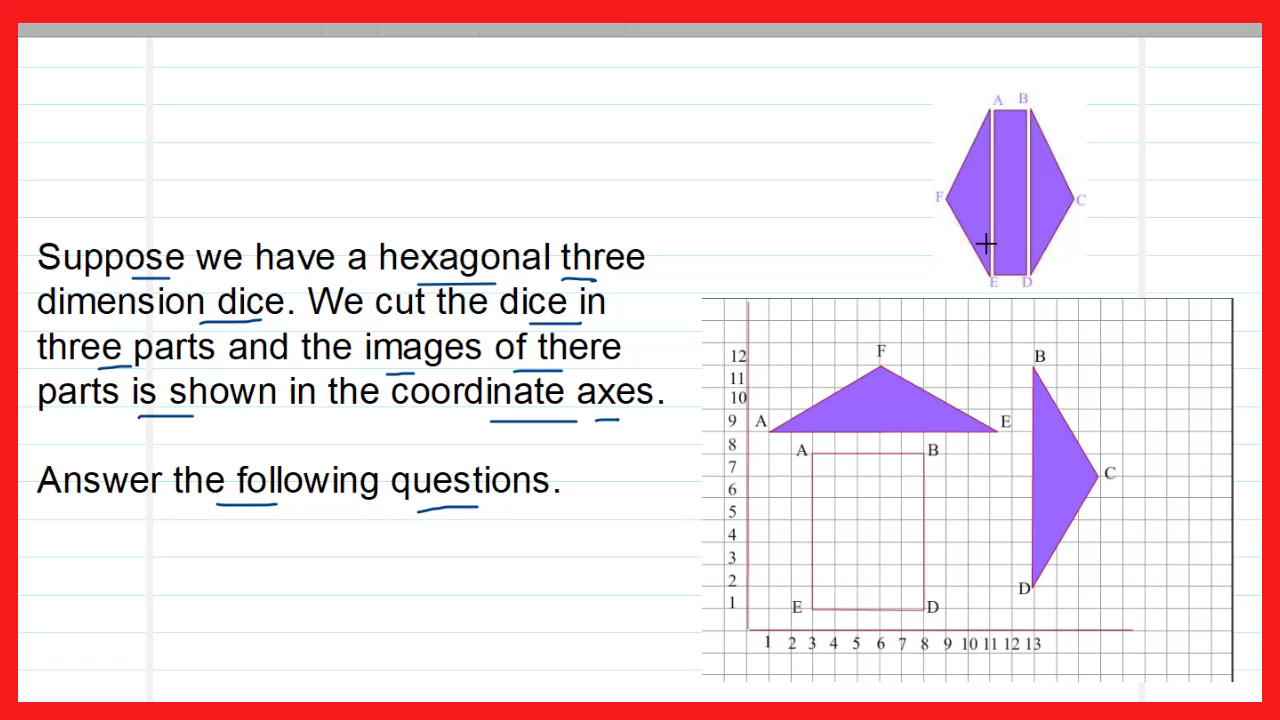 A B
F C
E D
Suppose we have a hexagonal three
dimension dice. We cut the dice in
three parts and the images of there
parts is shown in the coordinate axes.
Answer the following questions.
12 F B
11
10
9 A E
8 A B
7 C
6
5
4
3
2 D
1 E D
1 2 3 4 5 6 7 8 9 10 11 12 13